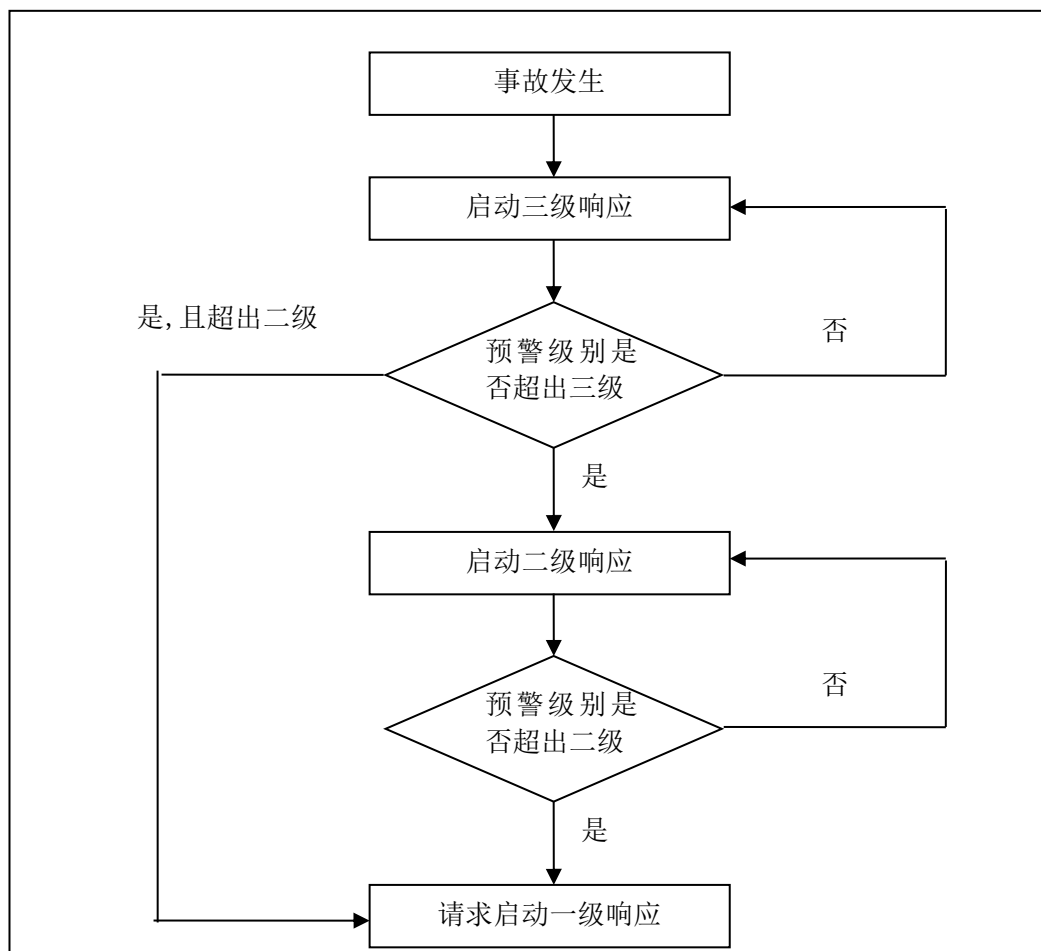 事故发生
启动三级响应
是,且超出二级
否
预警级别是
否超出三级
是
启动二级响应
否
预警级别是
否超出二级
是
请求启动一级响应